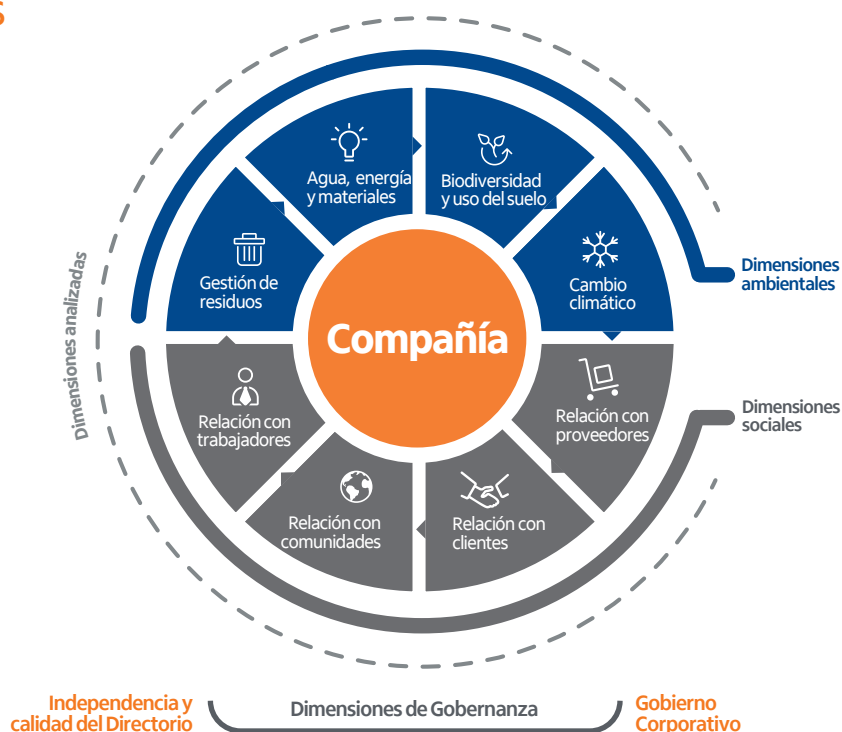 s
Agua, energía
y materiales
Biodiversidad
y uso del suelo
Gestión de
residuos
Cambio
climático
Dimensiones analizadas
Dimensiones
ambientales
Compañía
Relación con
trabajadores
Relación con
proveedores
Dimensiones
sociales
Relación con
comunidades
Relación con
clientes
Independencia y
calidad del Directorio
Dimensiones de Gobernanza
Gobierno
Corporativo